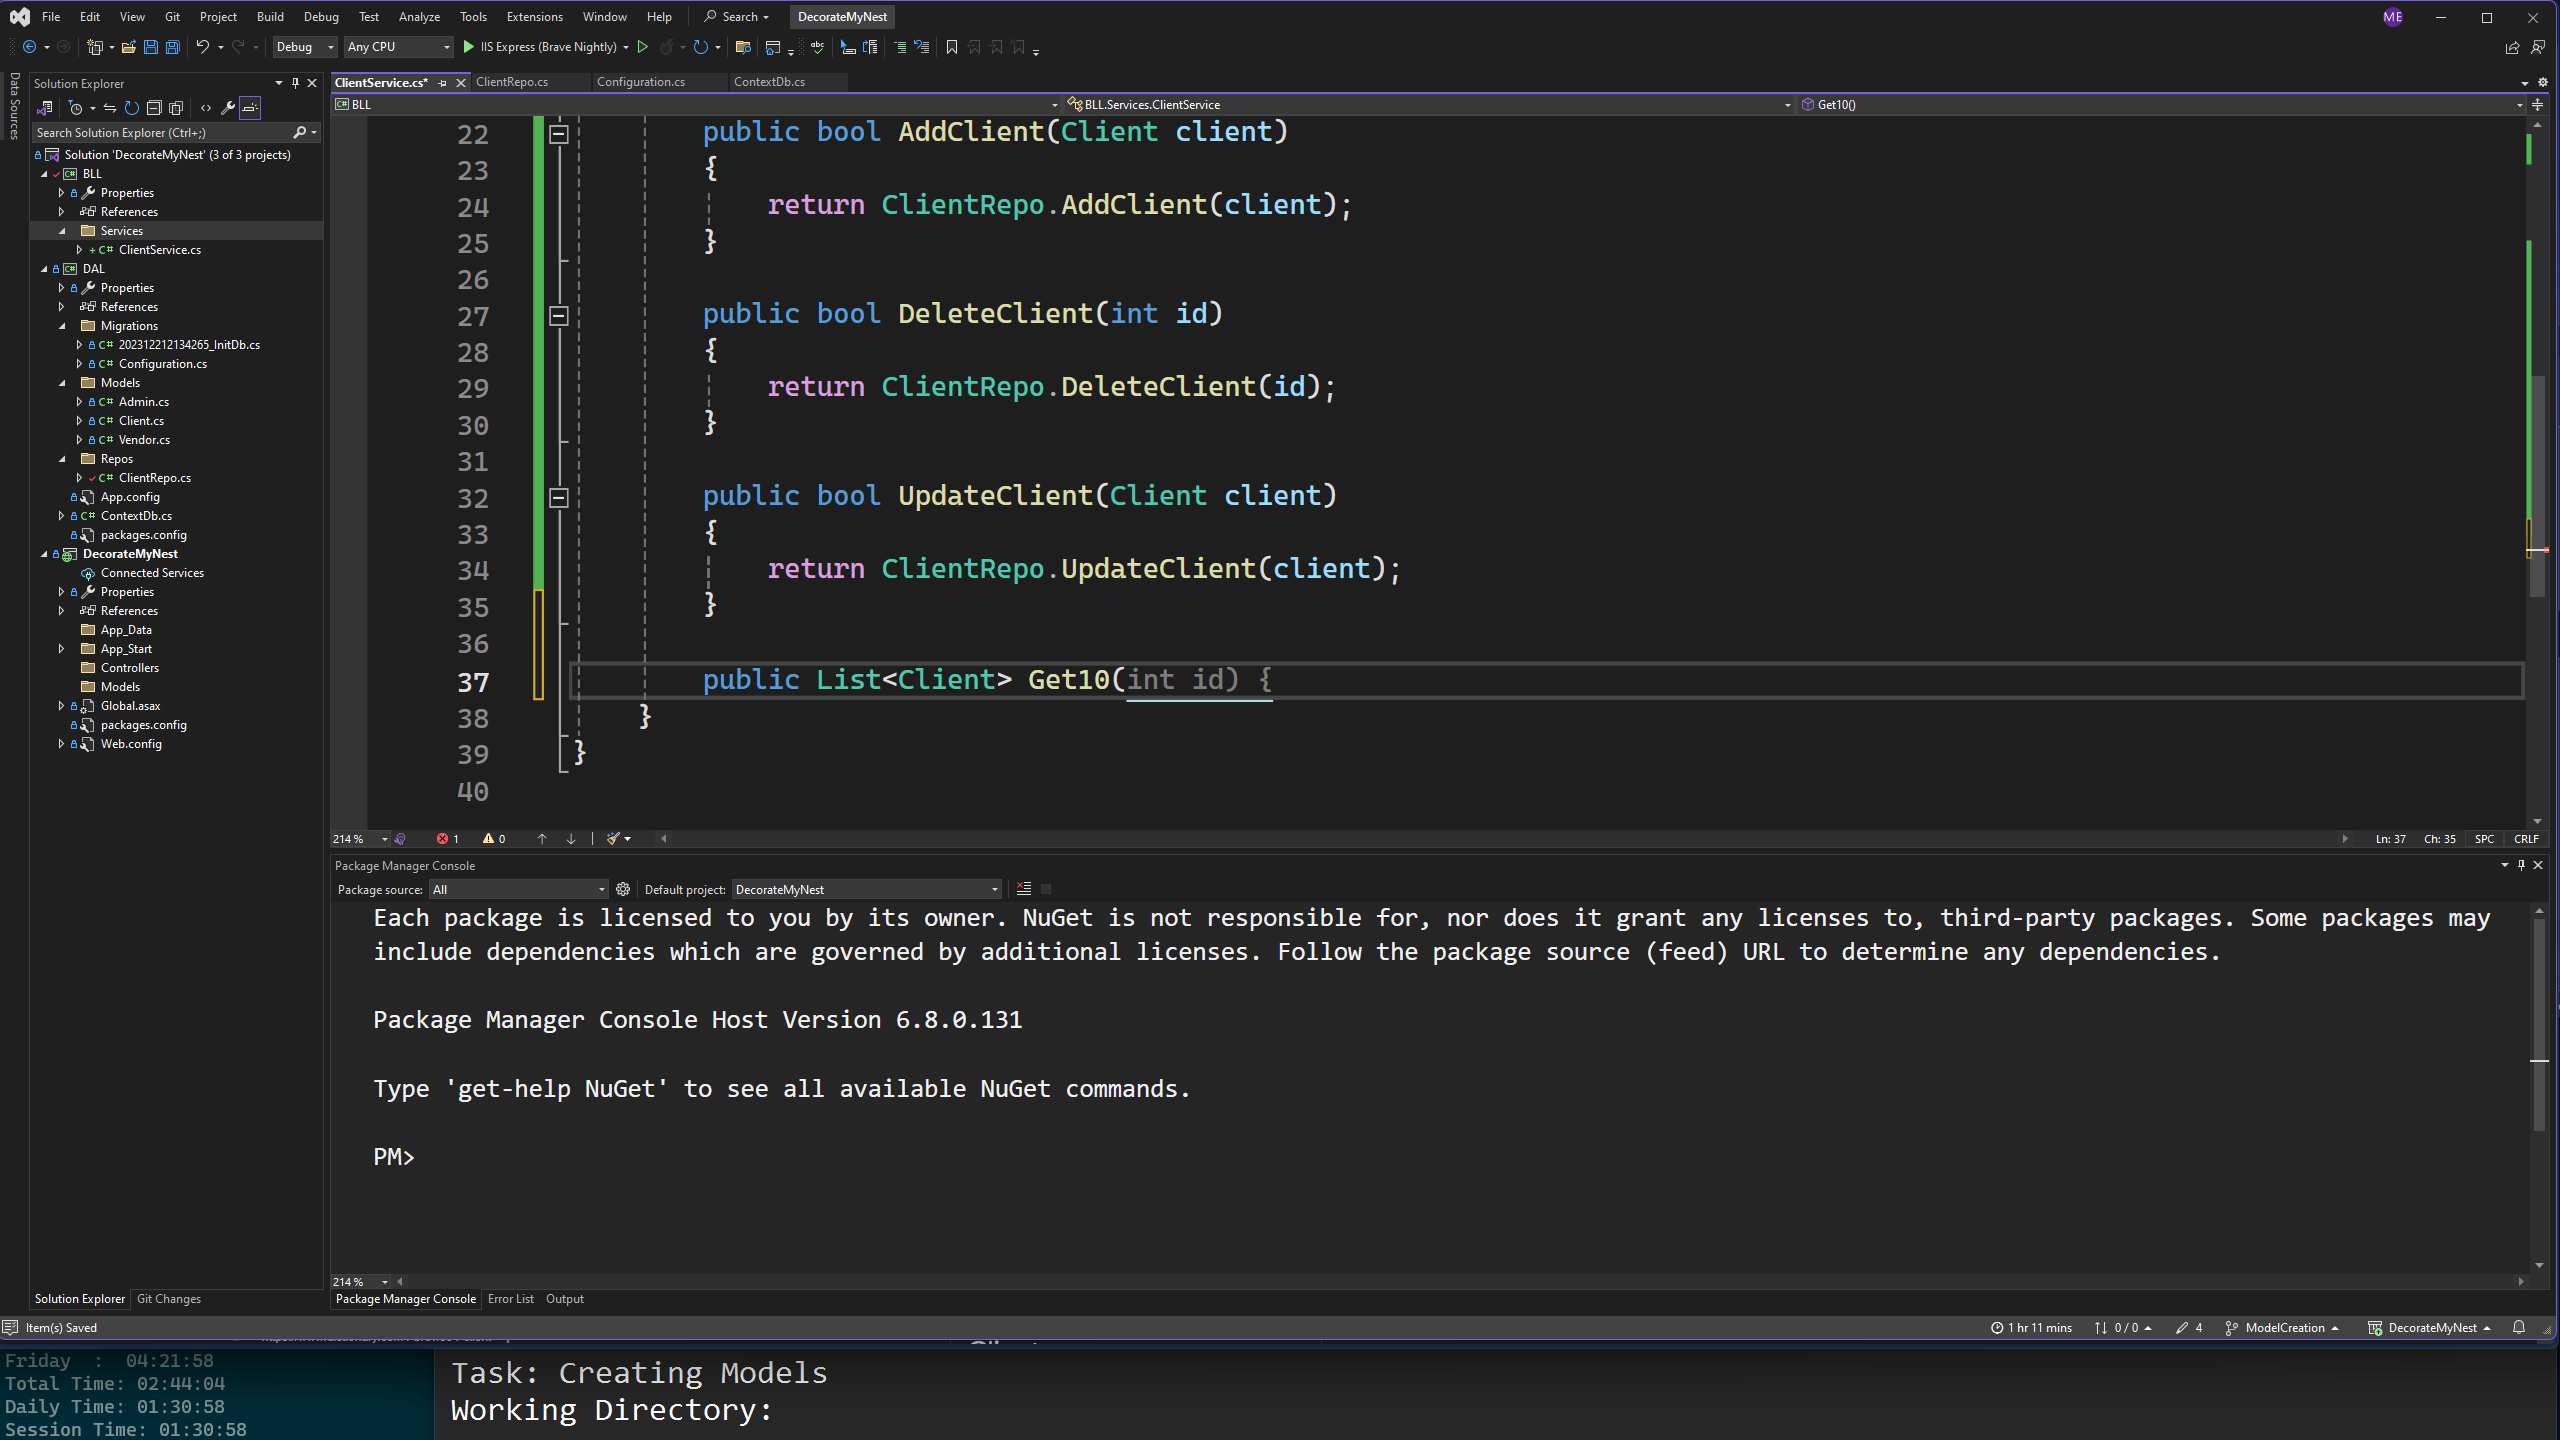 File Edit View Git Project Build Debug Test Analyze Tools Extensions Window Help Search DecorateMyNest ME
Debug Any CPU IIS Express (Brave Nightly)
Data Sources
Solution Explorer
Search Solution Explorer (Ctrl+;)
Solution 'DecorateMyNest' (3 of 3 projects)
BLL
Properties
References
Services
C# ClientService.cs
DAL
Properties
References
Migrations
C# 202312212134265_InitDb.cs
C# Configuration.cs
Models
C# Admin.cs
C# Client.cs
C# Vendor.cs
Repos
C# ClientRepo.cs
App.config
C# ContextDb.cs
packages.config
DecorateMyNest
Connected Services
Properties
References
App_Data
App_Start
Controllers
Models
Global.asax
packages.config
Web.config
Solution Explorer Git Changes
ClientService.cs* ClientRepo.cs Configuration.cs ContextDb.cs
C# BLL BLL.Services.ClientService Get10()
22 public bool AddClient(Client client)
23 {
24 return ClientRepo.AddClient(client);
25 }
26
27 public bool DeleteClient(int id)
28 {
29 return ClientRepo.DeleteClient(id);
30 }
31
32 public bool UpdateClient(Client client)
33 {
34 return ClientRepo.UpdateClient(client);
35 }
36
37 public List<Client> Get10(int id) {
38 }
39 }
40
214 % 1 0 Ln: 37 Ch: 35 SPC CRLF
Package Manager Console
Package source: All Default project: DecorateMyNest
Each package is licensed to you by its owner. NuGet is not responsible for, nor does it grant any licenses to, third-party packages. Some packages may
include dependencies which are governed by additional licenses. Follow the package source (feed) URL to determine any dependencies.
Package Manager Console Host Version 6.8.0.131
Type 'get-help NuGet' to see all available NuGet commands.
PM>
214 %
Package Manager Console Error List Output
Item(s) Saved 1 hr 11 mins 0 / 0 4 ModelCreation DecorateMyNest
Friday : 04:21:58
Total Time: 02:44:04
Daily Time: 01:30:58
Session Time: 01:30:58
Task: Creating Models
Working Directory: